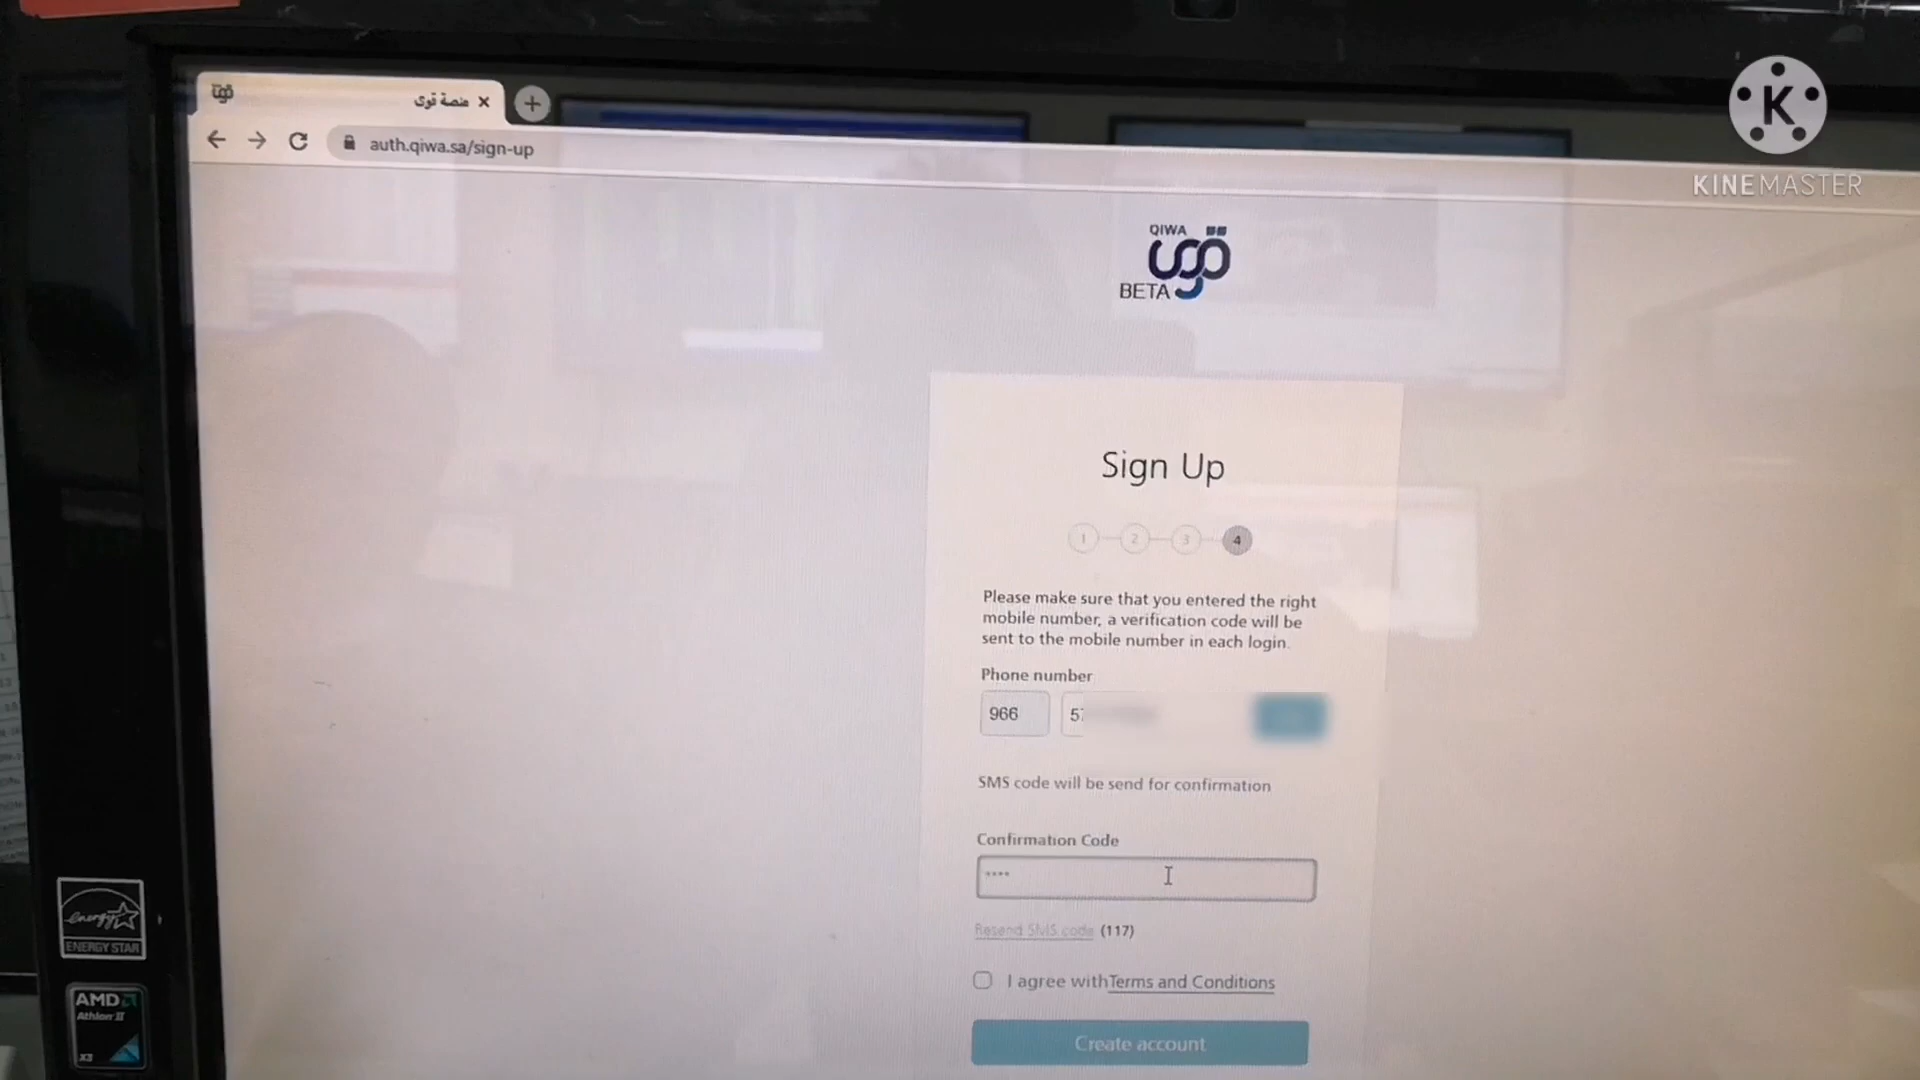 منصة قوى
auth.qiwa.sa/sign-up
K
KINEMASTER
QIWA
قوى
BETA
Sign Up
1 2 3 4
Please make sure that you entered the right
mobile number, a verification code will be
sent to the mobile number in each login.
Phone number
966
SMS code will be send for confirmation
Confirmation Code
****
Resend SMS code (117)
I agree withTerms and Conditions
Create account
energy
ENERGY STAR
AMD
Athlon II
X3